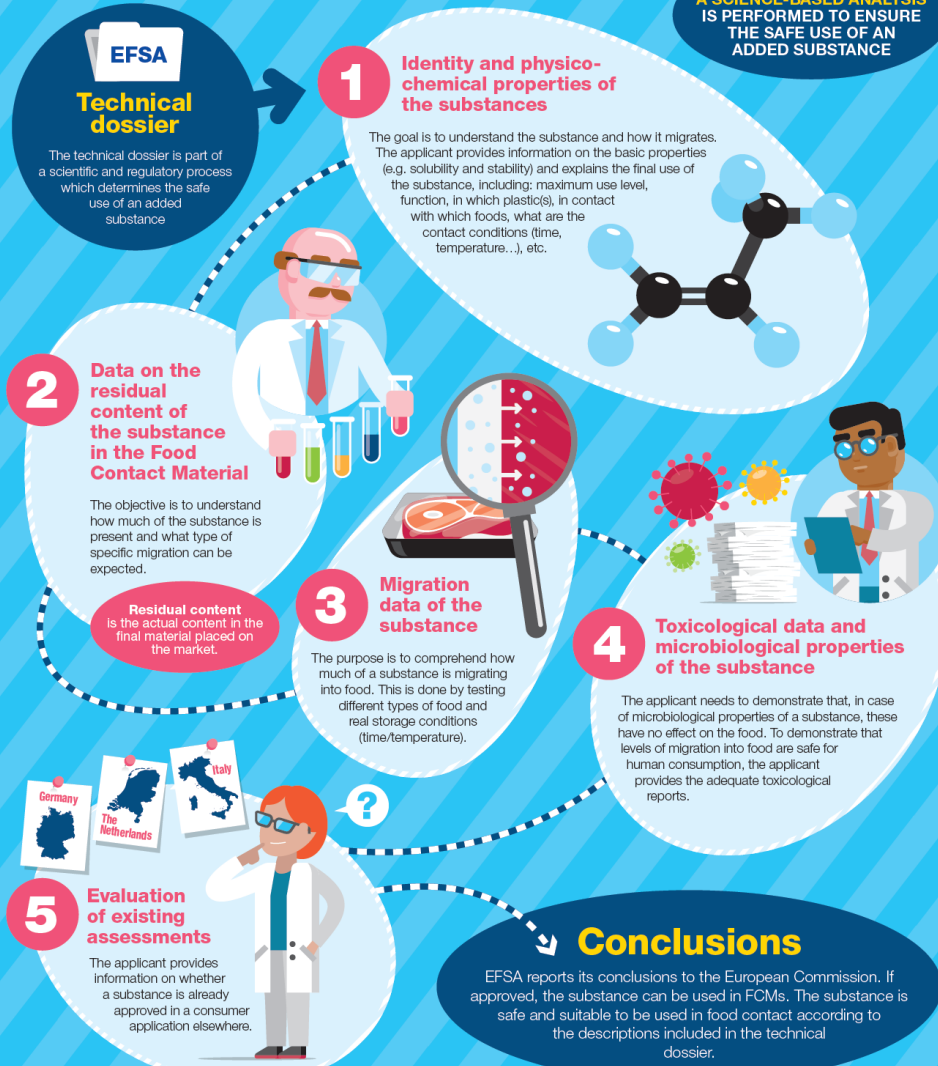 A SCIENCE-BASED ANALYSIS
IS PERFORMED TO ENSURE
THE SAFE USE OF AN
ADDED SUBSTANCE
EFSA
Technical
dossier
The technical dossier is part of
a scientific and regulatory process
which determines the safe
use of an added
substance
1
Identity and physico-
chemical properties of
the substances
The goal is to understand the substance and how it migrates.
The applicant provides information on the basic properties
(e.g. solubility and stability) and explains the final use of
the substance, including: maximum use level,
function, in which plastic(s), in contact
with which foods, what are the
contact conditions (time,
temperature...), etc.
2
Data on the
residual
content of
the substance
in the Food
Contact Material
The objective is to understand
how much of the substance is
present and what type of
specific migration can be
expected.
Residual content
is the actual content in the
final material placed on
the market.
3
Migration
data of the
substance
The purpose is to comprehend how
much of a substance is migrating
into food. This is done by testing
different types of food and
real storage conditions
(time/temperature).
4
Toxicological data and
microbiological properties
of the substance
The applicant needs to demonstrate that, in case
of microbiological properties of a substance, these
have no effect on the food. To demonstrate that
levels of migration into food are safe for
human consumption, the applicant
provides the adequate toxicological
reports.
Germany
The
Netherlands
Italy
?
5
Evaluation
of existing
assessments
The applicant provides
information on whether
a substance is already
approved in a consumer
application elsewhere.
Conclusions
EFSA reports its conclusions to the European Commission. If
approved, the substance can be used in FCMs. The substance is
safe and suitable to be used in food contact according to
the descriptions included in the technical
dossier.